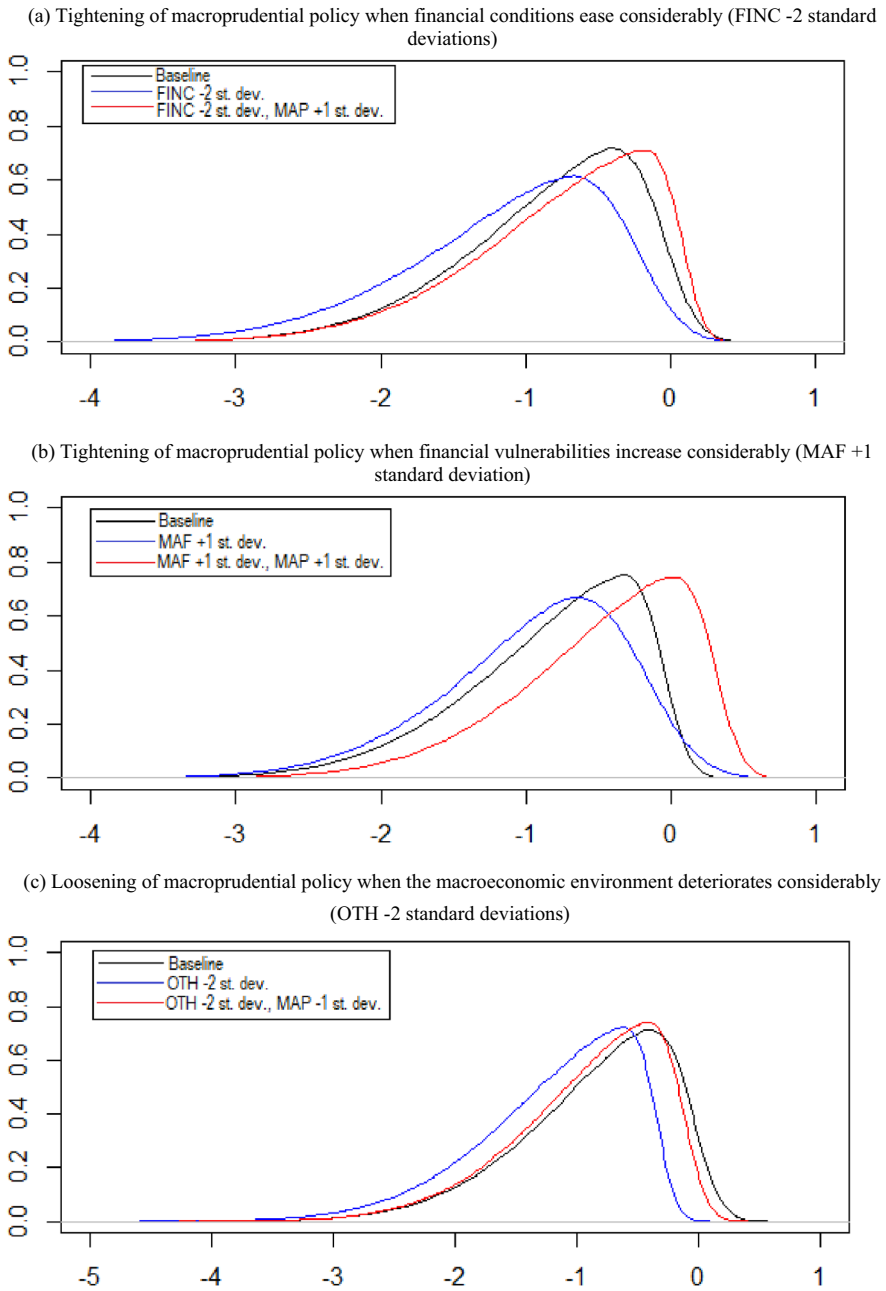 (a) Tightening of macroprudential policy when financial conditions ease considerably (FINC -2 standard
deviations)
1.0
0.8
0.6
0.4
0.2
0.0
Baseline
FINC -2 st. dev.
FINC -2 st. dev., MAP +1 st. dev.
-4 -3 -2 -1 0 1
(b) Tightening of macroprudential policy when financial vulnerabilities increase considerably (MAF +1
standard deviation)
1.0
0.8
0.6
0.4
0.2
0.0
Baseline
MAF +1 st. dev.
MAF +1 st. dev., MAP +1 st. dev.
-4 -3 -2 -1 0 1
(c) Loosening of macroprudential policy when the macroeconomic environment deteriorates considerably
(OTH -2 standard deviations)
1.0
0.8
0.6
0.4
0.2
0.0
Baseline
OTH -2 st. dev.
OTH -2 st. dev., MAP -1 st. dev.
-5 -4 -3 -2 -1 0 1